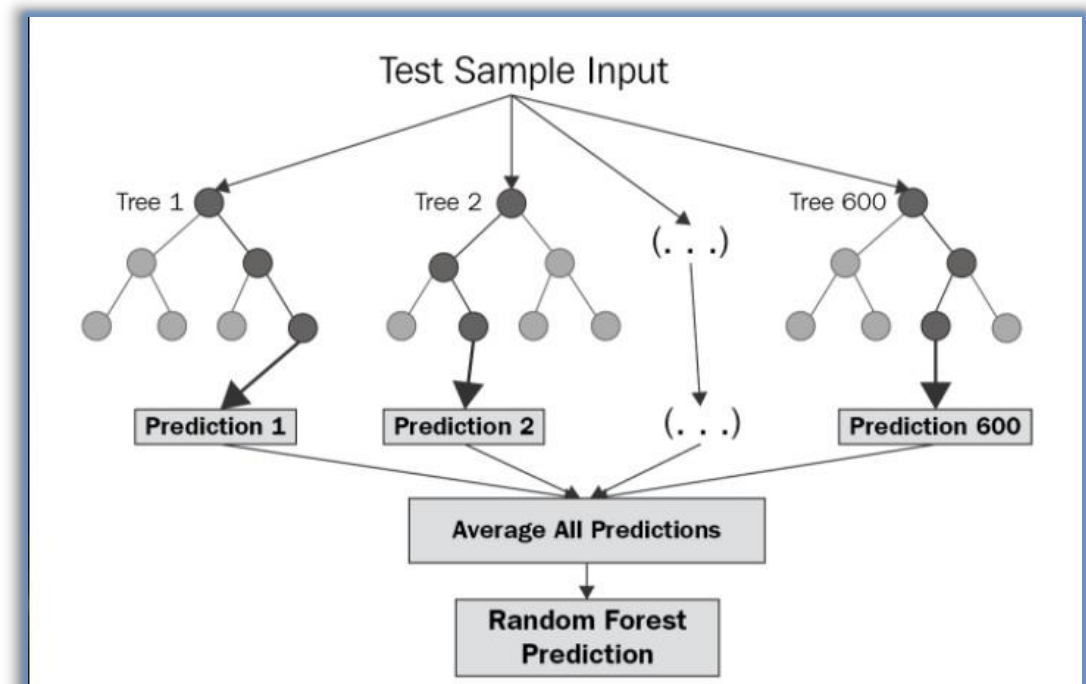 Test Sample Input
Tree 1
Tree 2
Tree 600
(. . .)
Prediction 1
Prediction 2
(. . .)
Prediction 600
Average All Predictions
Random Forest
Prediction